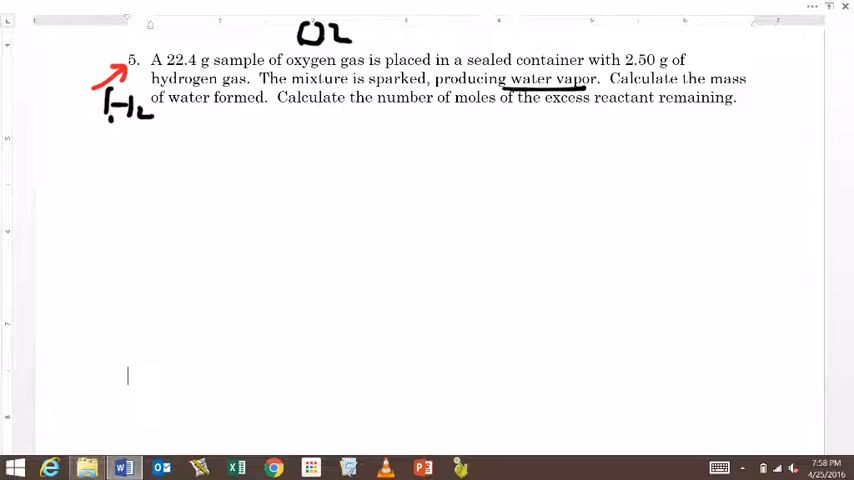 O2
5. A 22.4 g sample of oxygen gas is placed in a sealed container with 2.50 g of
hydrogen gas. The mixture is sparked, producing water vapor. Calculate the mass
H2
of water formed. Calculate the number of moles of the excess reactant remaining.
7:58 PM
4/25/2016